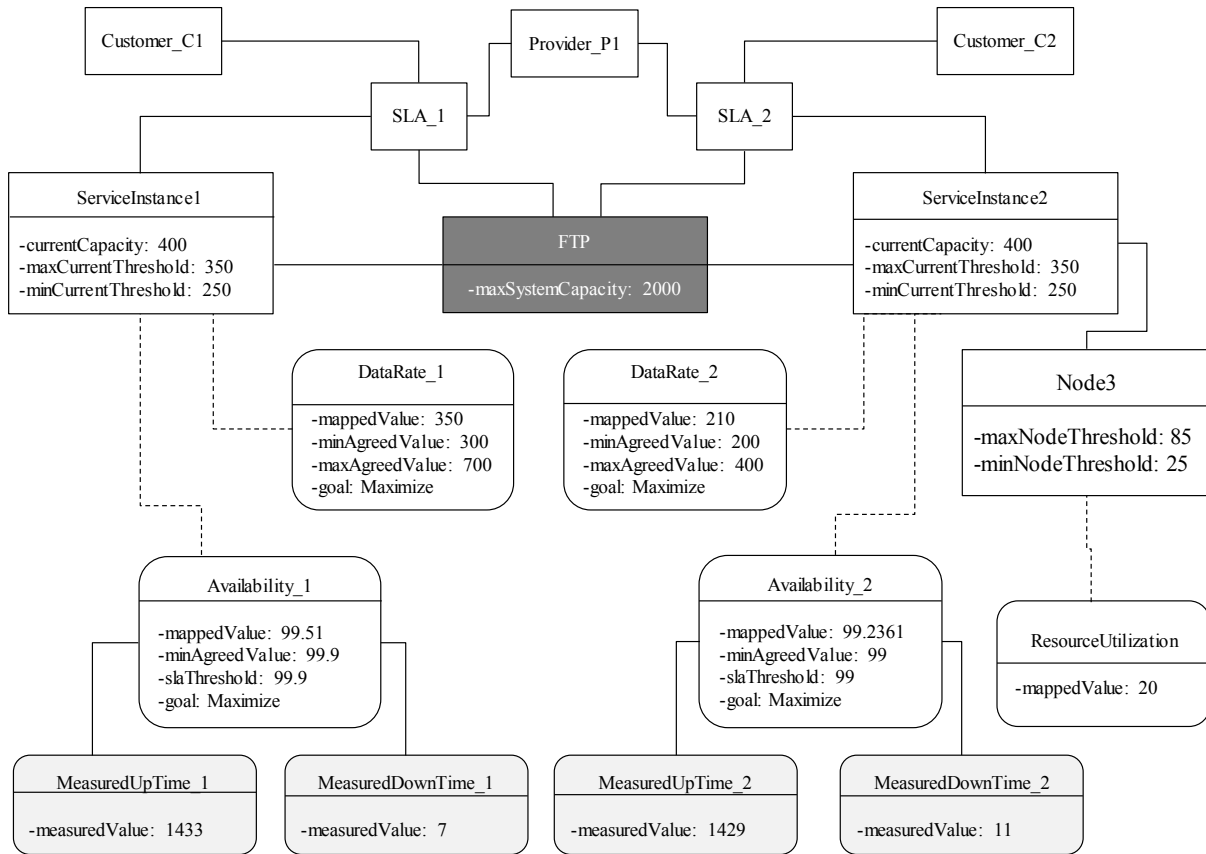 Customer_C1
Provider_P1
Customer_C2
SLA_1
SLA_2
ServiceInstance1
-currentCapacity: 400
-maxCurrentThreshold: 350
-minCurrentThreshold: 250
FTP
-maxSystemCapacity: 2000
ServiceInstance2
-currentCapacity: 400
-maxCurrentThreshold: 350
-minCurrentThreshold: 250
DataRate_1
-mappedValue: 350
-minAgreedValue: 300
-maxAgreedValue: 700
-goal: Maximize
DataRate_2
-mappedValue: 210
-minAgreedValue: 200
-maxAgreedValue: 400
-goal: Maximize
Node3
-maxNodeThreshold: 85
-minNodeThreshold: 25
Availability_1
-mappedValue: 99.51
-minAgreedValue: 99.9
-slaThreshold: 99.9
-goal: Maximize
Availability_2
-mappedValue: 99.2361
-minAgreedValue: 99
-slaThreshold: 99
-goal: Maximize
ResourceUtilization
-mappedValue: 20
MeasuredUpTime_1
-measuredValue: 1433
MeasuredDownTime_1
-measuredValue: 7
MeasuredUpTime_2
-measuredValue: 1429
MeasuredDownTime_2
-measuredValue: 11